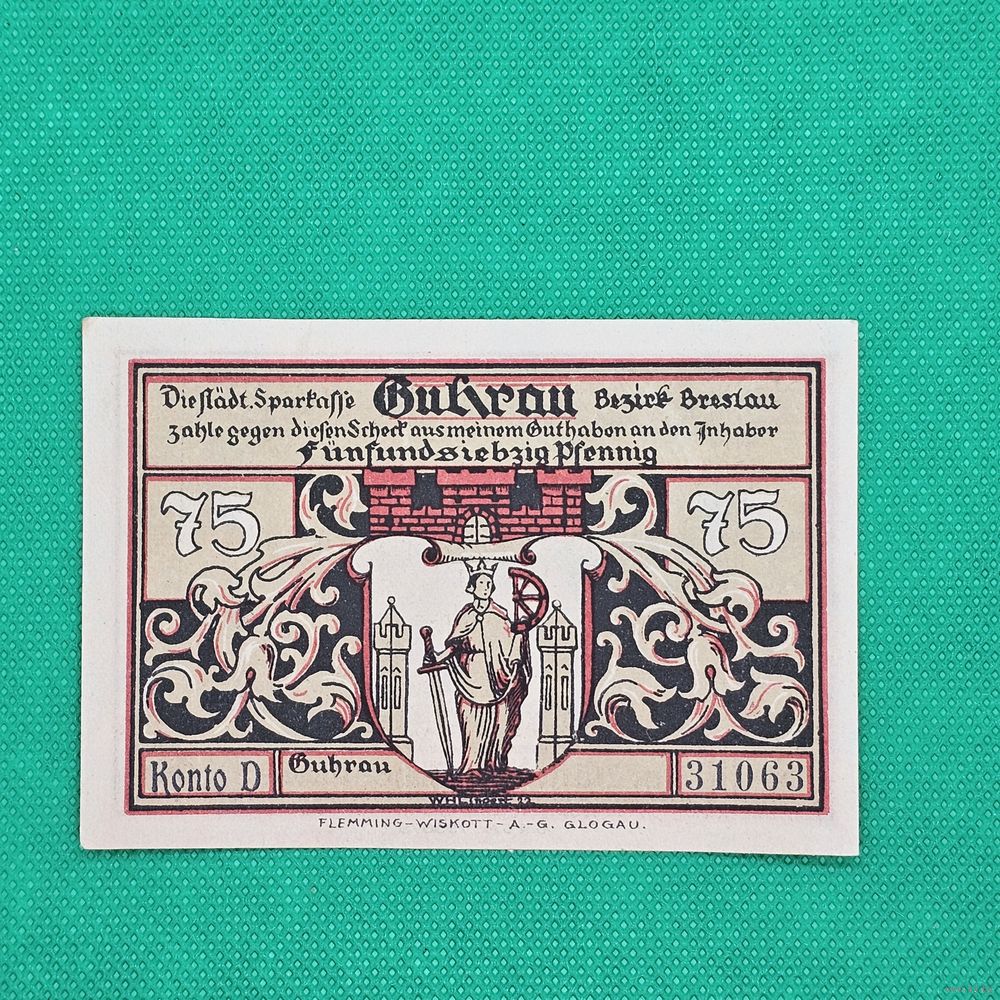 Die städt. Sparkasse Guhrau Bezirk Breslau
zahle gegen diesen Scheck aus meinem Guthaben an den Inhaber
Fünfundsiebzig Pfennig
75 75
Konto D Guhrau 31063
22
FLEMMING-WISKOTT-A.-G. GLOGAU.